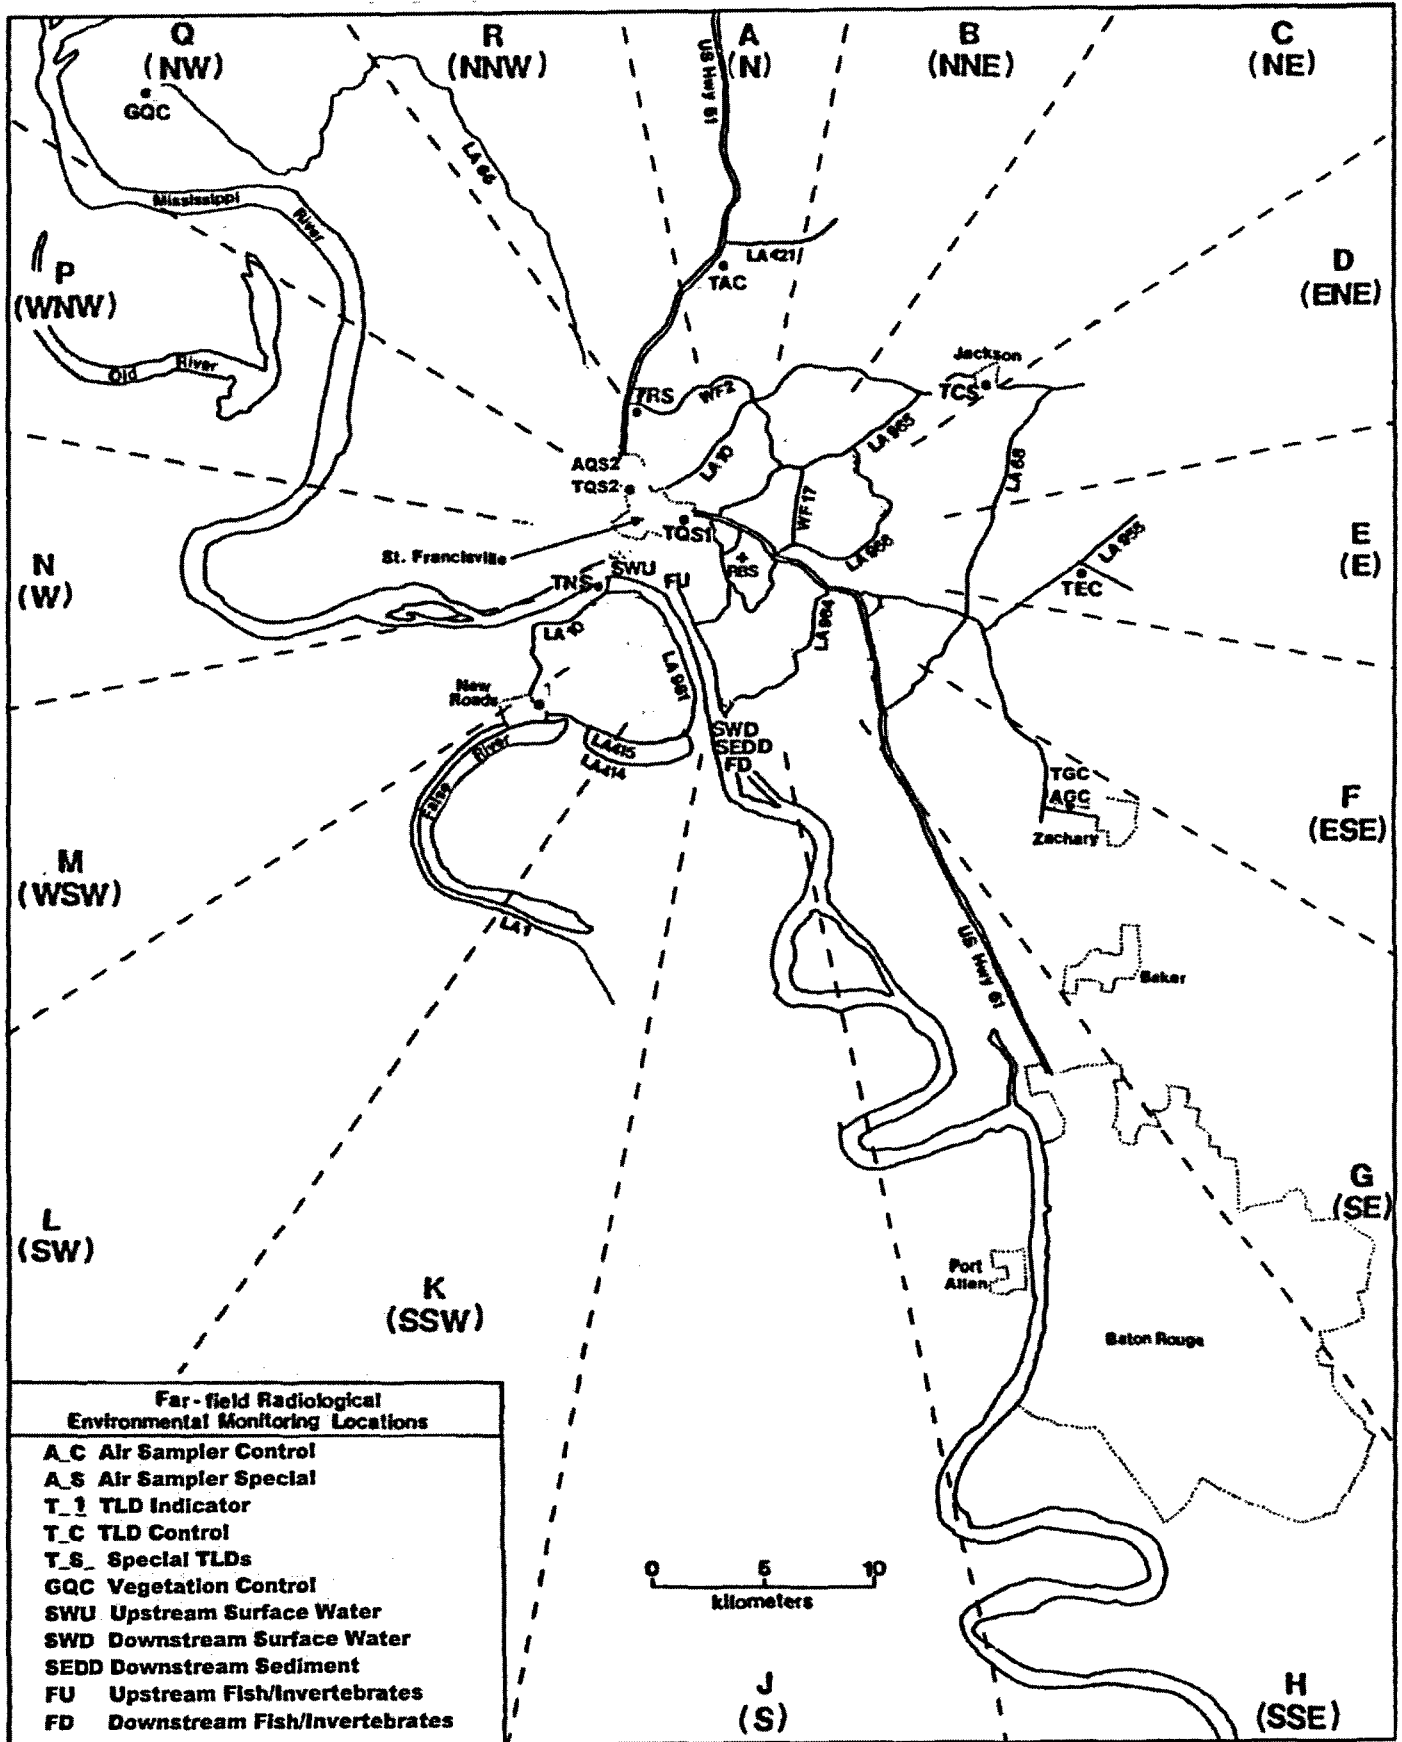 Q
(NW)
R
(NNW)
A
(N)
B
(NNE)
C
(NE)
US Hwy 61
GQC
LA 66
Mississippi
River
P
(WNW)
Old
River
LA 421
TAC
D
(ENE)
Jackson
TCS
TRS
WF2
LA 965
LA 10
LA 68
AQS2
TQS2
WF 17
TQS1
St. Francisville
RBS
LA 966
LA 955
E
(E)
TEC
N
(W)
TNS
SWU
FU
LA 10
LA 964
LA 981
New
Roads
River
False
LA415
LA414
SWD
SEDD
FD
TGC
AGC
Zachary
F
(ESE)
M
(WSW)
LA 1
US Hwy 61
Baker
G
(SE)
L
(SW)
K
(SSW)
Port
Allen
Baton Rouge
Far-field Radiological
Environmental Monitoring Locations
A_C Air Sampler Control
A_S Air Sampler Special
T_1 TLD Indicator
T_C TLD Control
T_S_ Special TLDs
GQC Vegetation Control
SWU Upstream Surface Water
SWD Downstream Surface Water
SEDD Downstream Sediment
FU Upstream Fish/Invertebrates
FD Downstream Fish/Invertebrates
0 5 10
kilometers
J
(S)
H
(SSE)